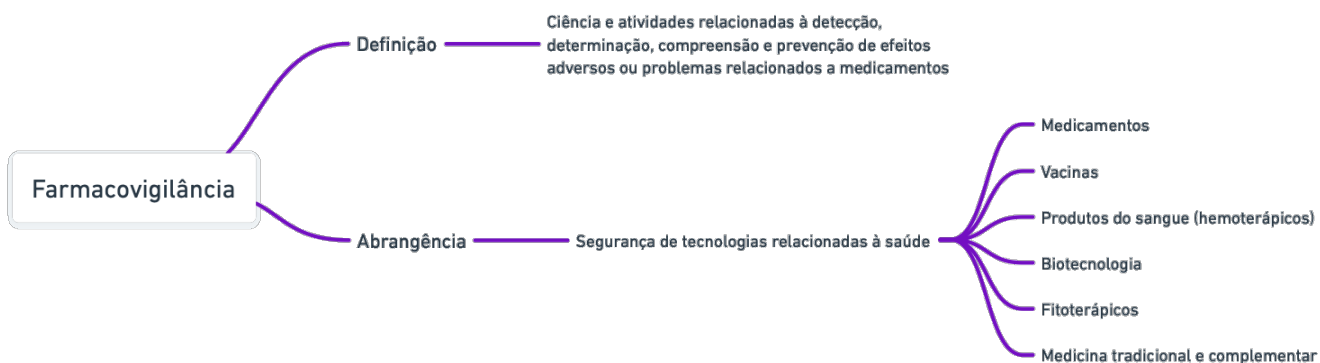 Farmacovigilância
Definição
Ciência e atividades relacionadas à detecção,
determinação, compreensão e prevenção de efeitos
adversos ou problemas relacionados a medicamentos
Abrangência
Segurança de tecnologias relacionadas à saúde
Medicamentos
Vacinas
Produtos do sangue (hemoterápicos)
Biotecnologia
Fitoterápicos
Medicina tradicional e complementar